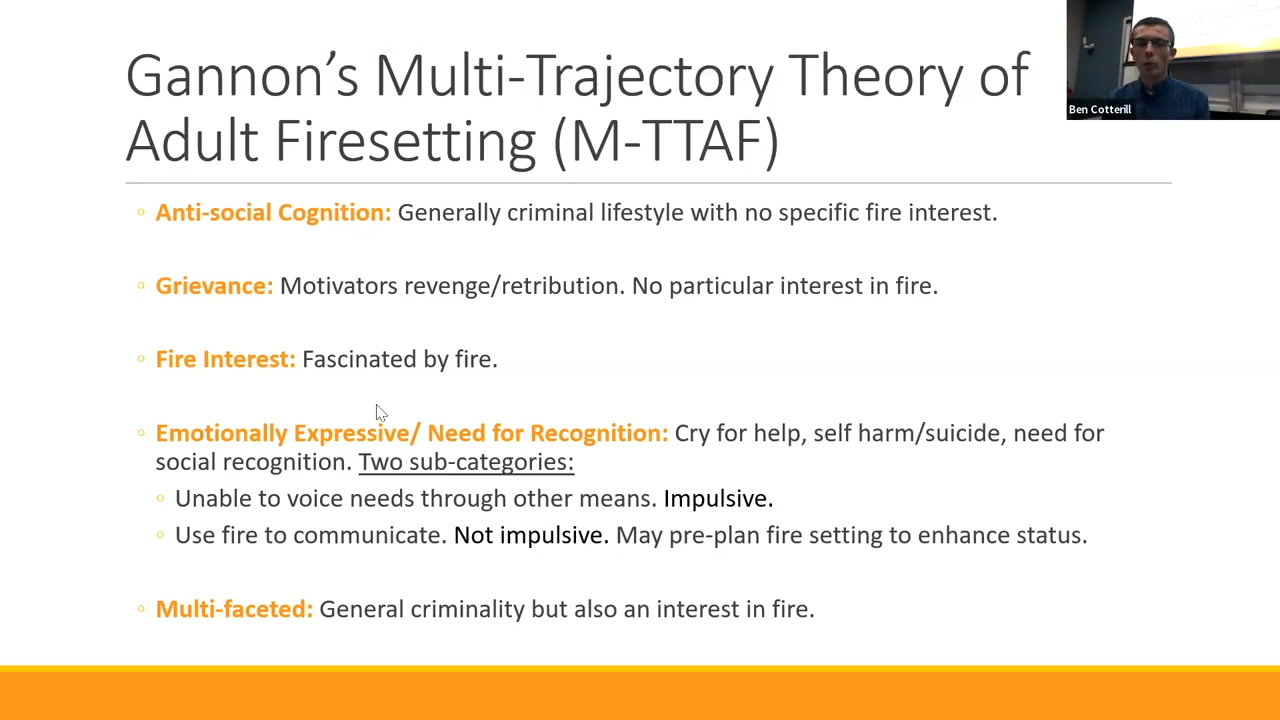 Gannon’s Multi-Trajectory Theory of
Adult Firesetting (M-TTAF)
Ben Cotterill
Anti-social Cognition: Generally criminal lifestyle with no specific fire interest.
Grievance: Motivators revenge/retribution. No particular interest in fire.
Fire Interest: Fascinated by fire.
Emotionally Expressive/ Need for Recognition: Cry for help, self harm/suicide, need for
social recognition. Two sub-categories:
Unable to voice needs through other means. Impulsive.
Use fire to communicate. Not impulsive. May pre-plan fire setting to enhance status.
Multi-faceted: General criminality but also an interest in fire.